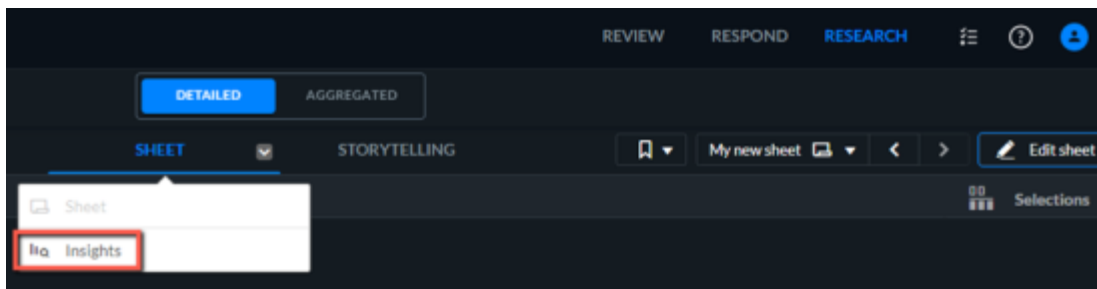 REVIEW RESPOND RESEARCH
DETAILED AGGREGATED
SHEET STORYTELLING My new sheet Edit sheet
Sheet Selections
Insights